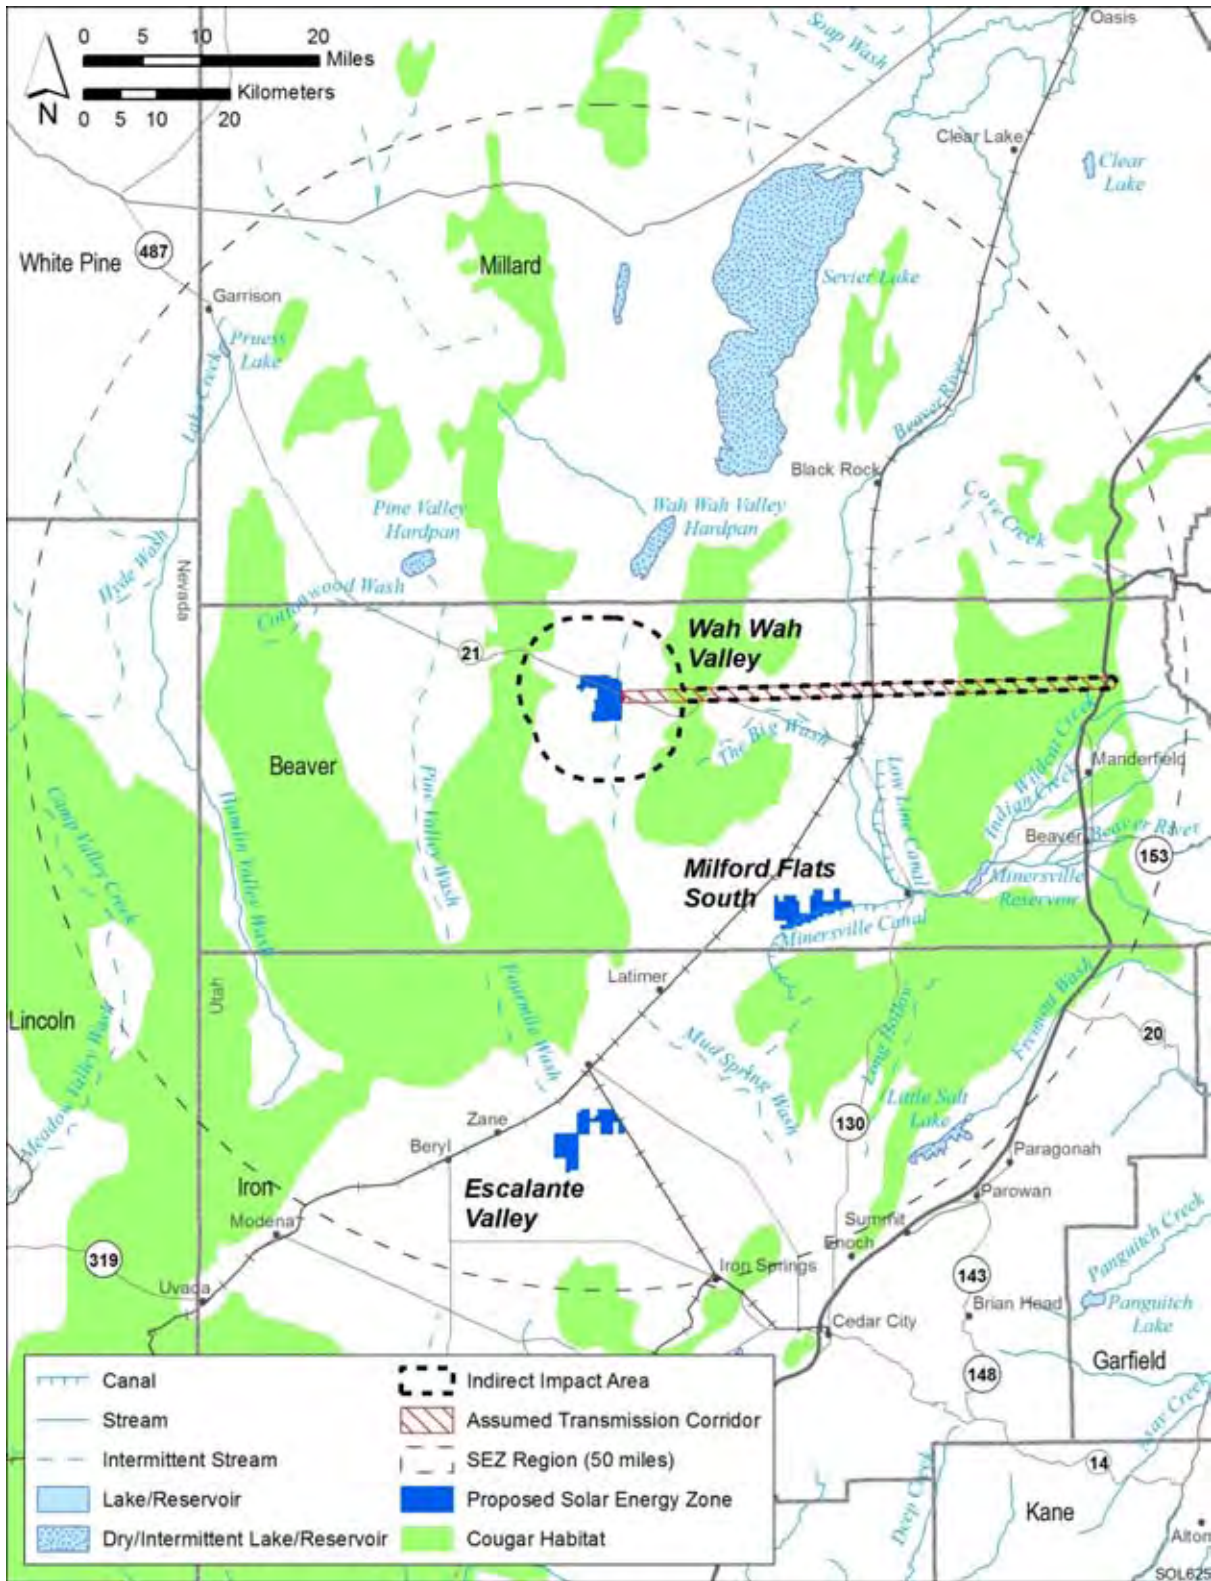 0 5 10 20
Miles
Kilometers
0 5 10 20
N
Soap Wash
Oasis
Clear Lake
Clear
Lake
487
White Pine
Millard
Sevier Lake
Garrison
Pruess
Lake
Lake Creek
Beaver River
Black Rock
Pine Valley
Hardpan
Wah Wah Valley
Hardpan
Cove Creek
Hyde Wash
Nevada
Cottonwood Wash
21
Wah Wah
Valley
The Big Wash
Beaver
Wildcat Creek
Indian Creek
Manderfield
Low Line Canal
Beaver
Beaver River
153
Camp Valley Creek
Hamlin Valley Wash
Pine Valley Wash
Milford Flats
South
Minersville
Reservoir
Minersville Canal
Utah
Lincoln
Fourmile Wash
Latimer
Fremont Wash
20
Mud Spring Wash
Long Hollow
Meadow Valley Wash
Little Salt
Lake
130
Zane
Beryl
Paragonah
Iron
Escalante
Valley
Parowan
Modena
Summit
Enoch
319
Iron Springs
143
Panguitch Creek
Uvada
Brian Head
Panguitch
Lake
Cedar City
148
Garfield
Canal
Stream
Intermittent Stream
Lake/Reservoir
Dry/Intermittent Lake/Reservoir
Indirect Impact Area
Assumed Transmission Corridor
SEZ Region (50 miles)
Proposed Solar Energy Zone
Cougar Habitat
14
Deep Creek
Kane
Alton
SOL625